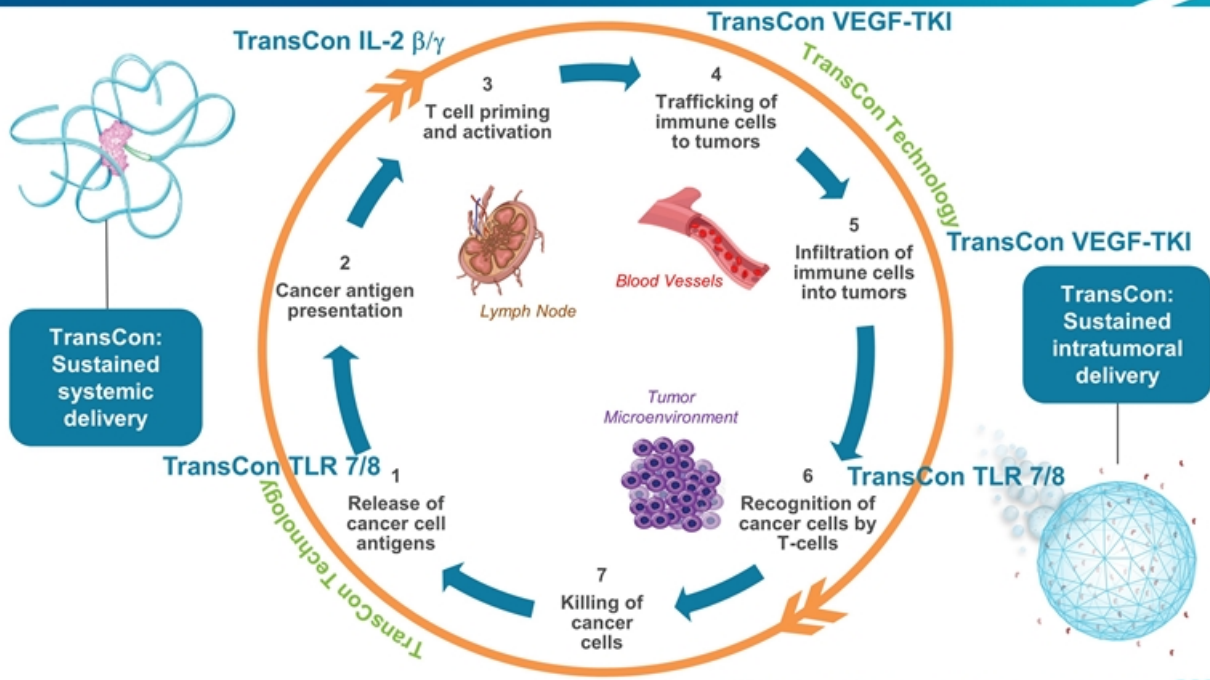 TransCon IL-2 β/γ
TransCon VEGF-TKI
TransCon Technology
3
T cell priming
and activation
4
Trafficking of
immune cells
to tumors
5
Infiltration of
immune cells
into tumors
TransCon VEGF-TKI
2
Cancer antigen
presentation
Lymph Node
Blood Vessels
TransCon:
Sustained
systemic
delivery
TransCon:
Sustained
intratumoral
delivery
Tumor
Microenvironment
TransCon TLR 7/8
1
Release of
cancer cell
antigens
6
Recognition of
cancer cells by
T-cells
TransCon TLR 7/8
TransCon Technology
7
Killing of
cancer
cells